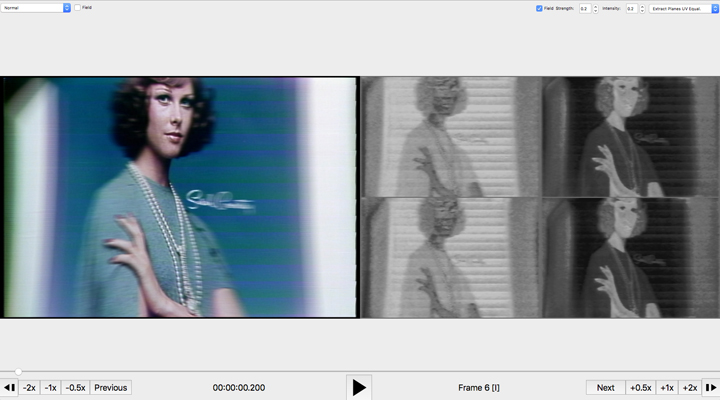 Normal
Field
Field Strength: 0.2 Intensity: 0.2 Extract Planes UV Equal
-2x -1x -0.5x Previous 00:00:00.200 Frame 6 [I] Next +0.5x +1x +2x